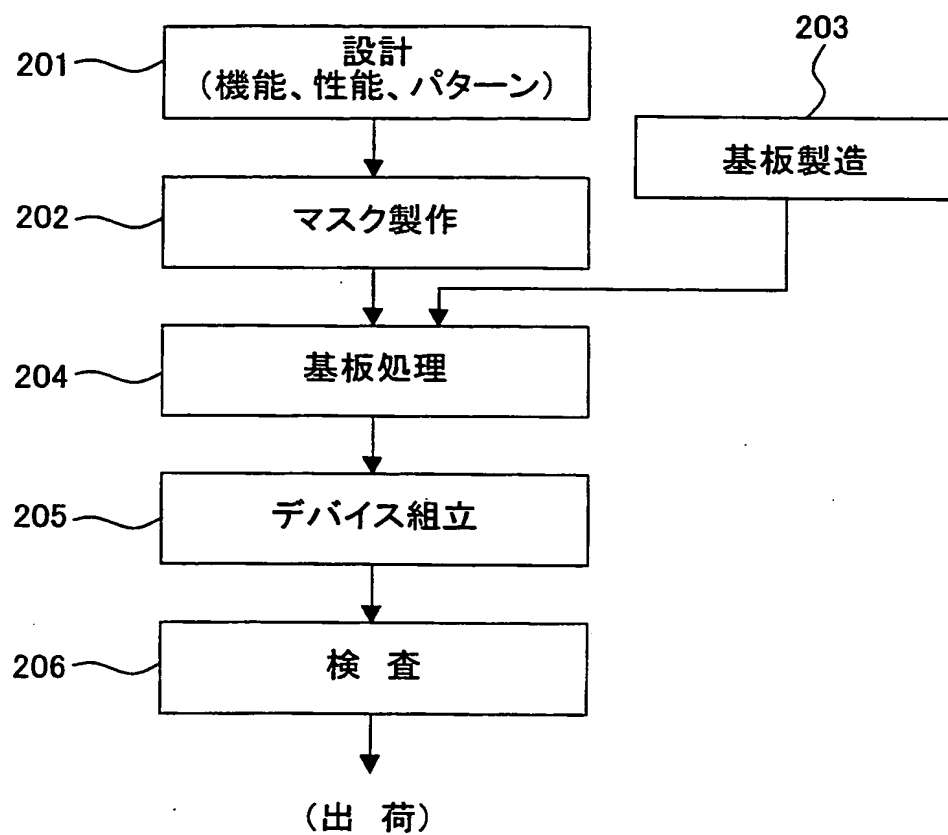 203
201
設計
(機能、性能、パターン)
基板製造
202
マスク製作
204
基板処理
205
デバイス組立
206
検 査
(出 荷)